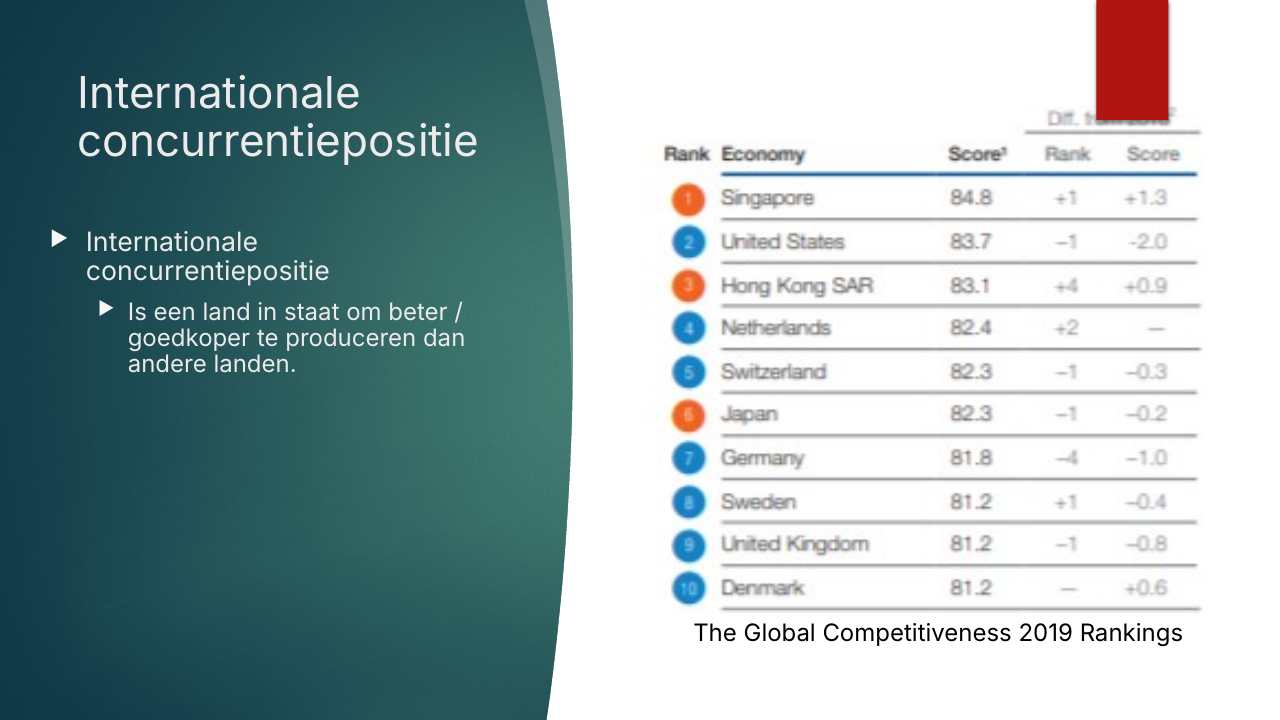 Internationale
concurrentiepositie
Internationale
concurrentiepositie
Is een land in staat om beter /
goedkoper te produceren dan
andere landen.
Diff.
Rank Economy Score¹ Rank Score
1 Singapore 84.8 +1 +1.3
2 United States 83.7 –1 -2.0
3 Hong Kong SAR 83.1 +4 +0.9
4 Netherlands 82.4 +2 —
5 Switzerland 82.3 –1 –0.3
6 Japan 82.3 –1 –0.2
7 Germany 81.8 –4 –1.0
8 Sweden 81.2 +1 –0.4
9 United Kingdom 81.2 –1 –0.8
10 Denmark 81.2 — +0.6
The Global Competitiveness 2019 Rankings